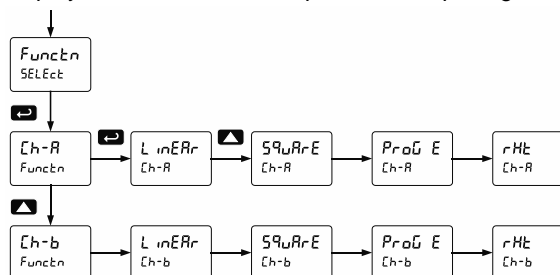 Functn
SELEct
Ch-A
Functn
LinEAr
Ch-A
SquArE
Ch-A
ProG E
Ch-A
rHt
Ch-A
Ch-b
Functn
LinEAr
Ch-b
SquArE
Ch-b
ProG E
Ch-b
rHt
Ch-b